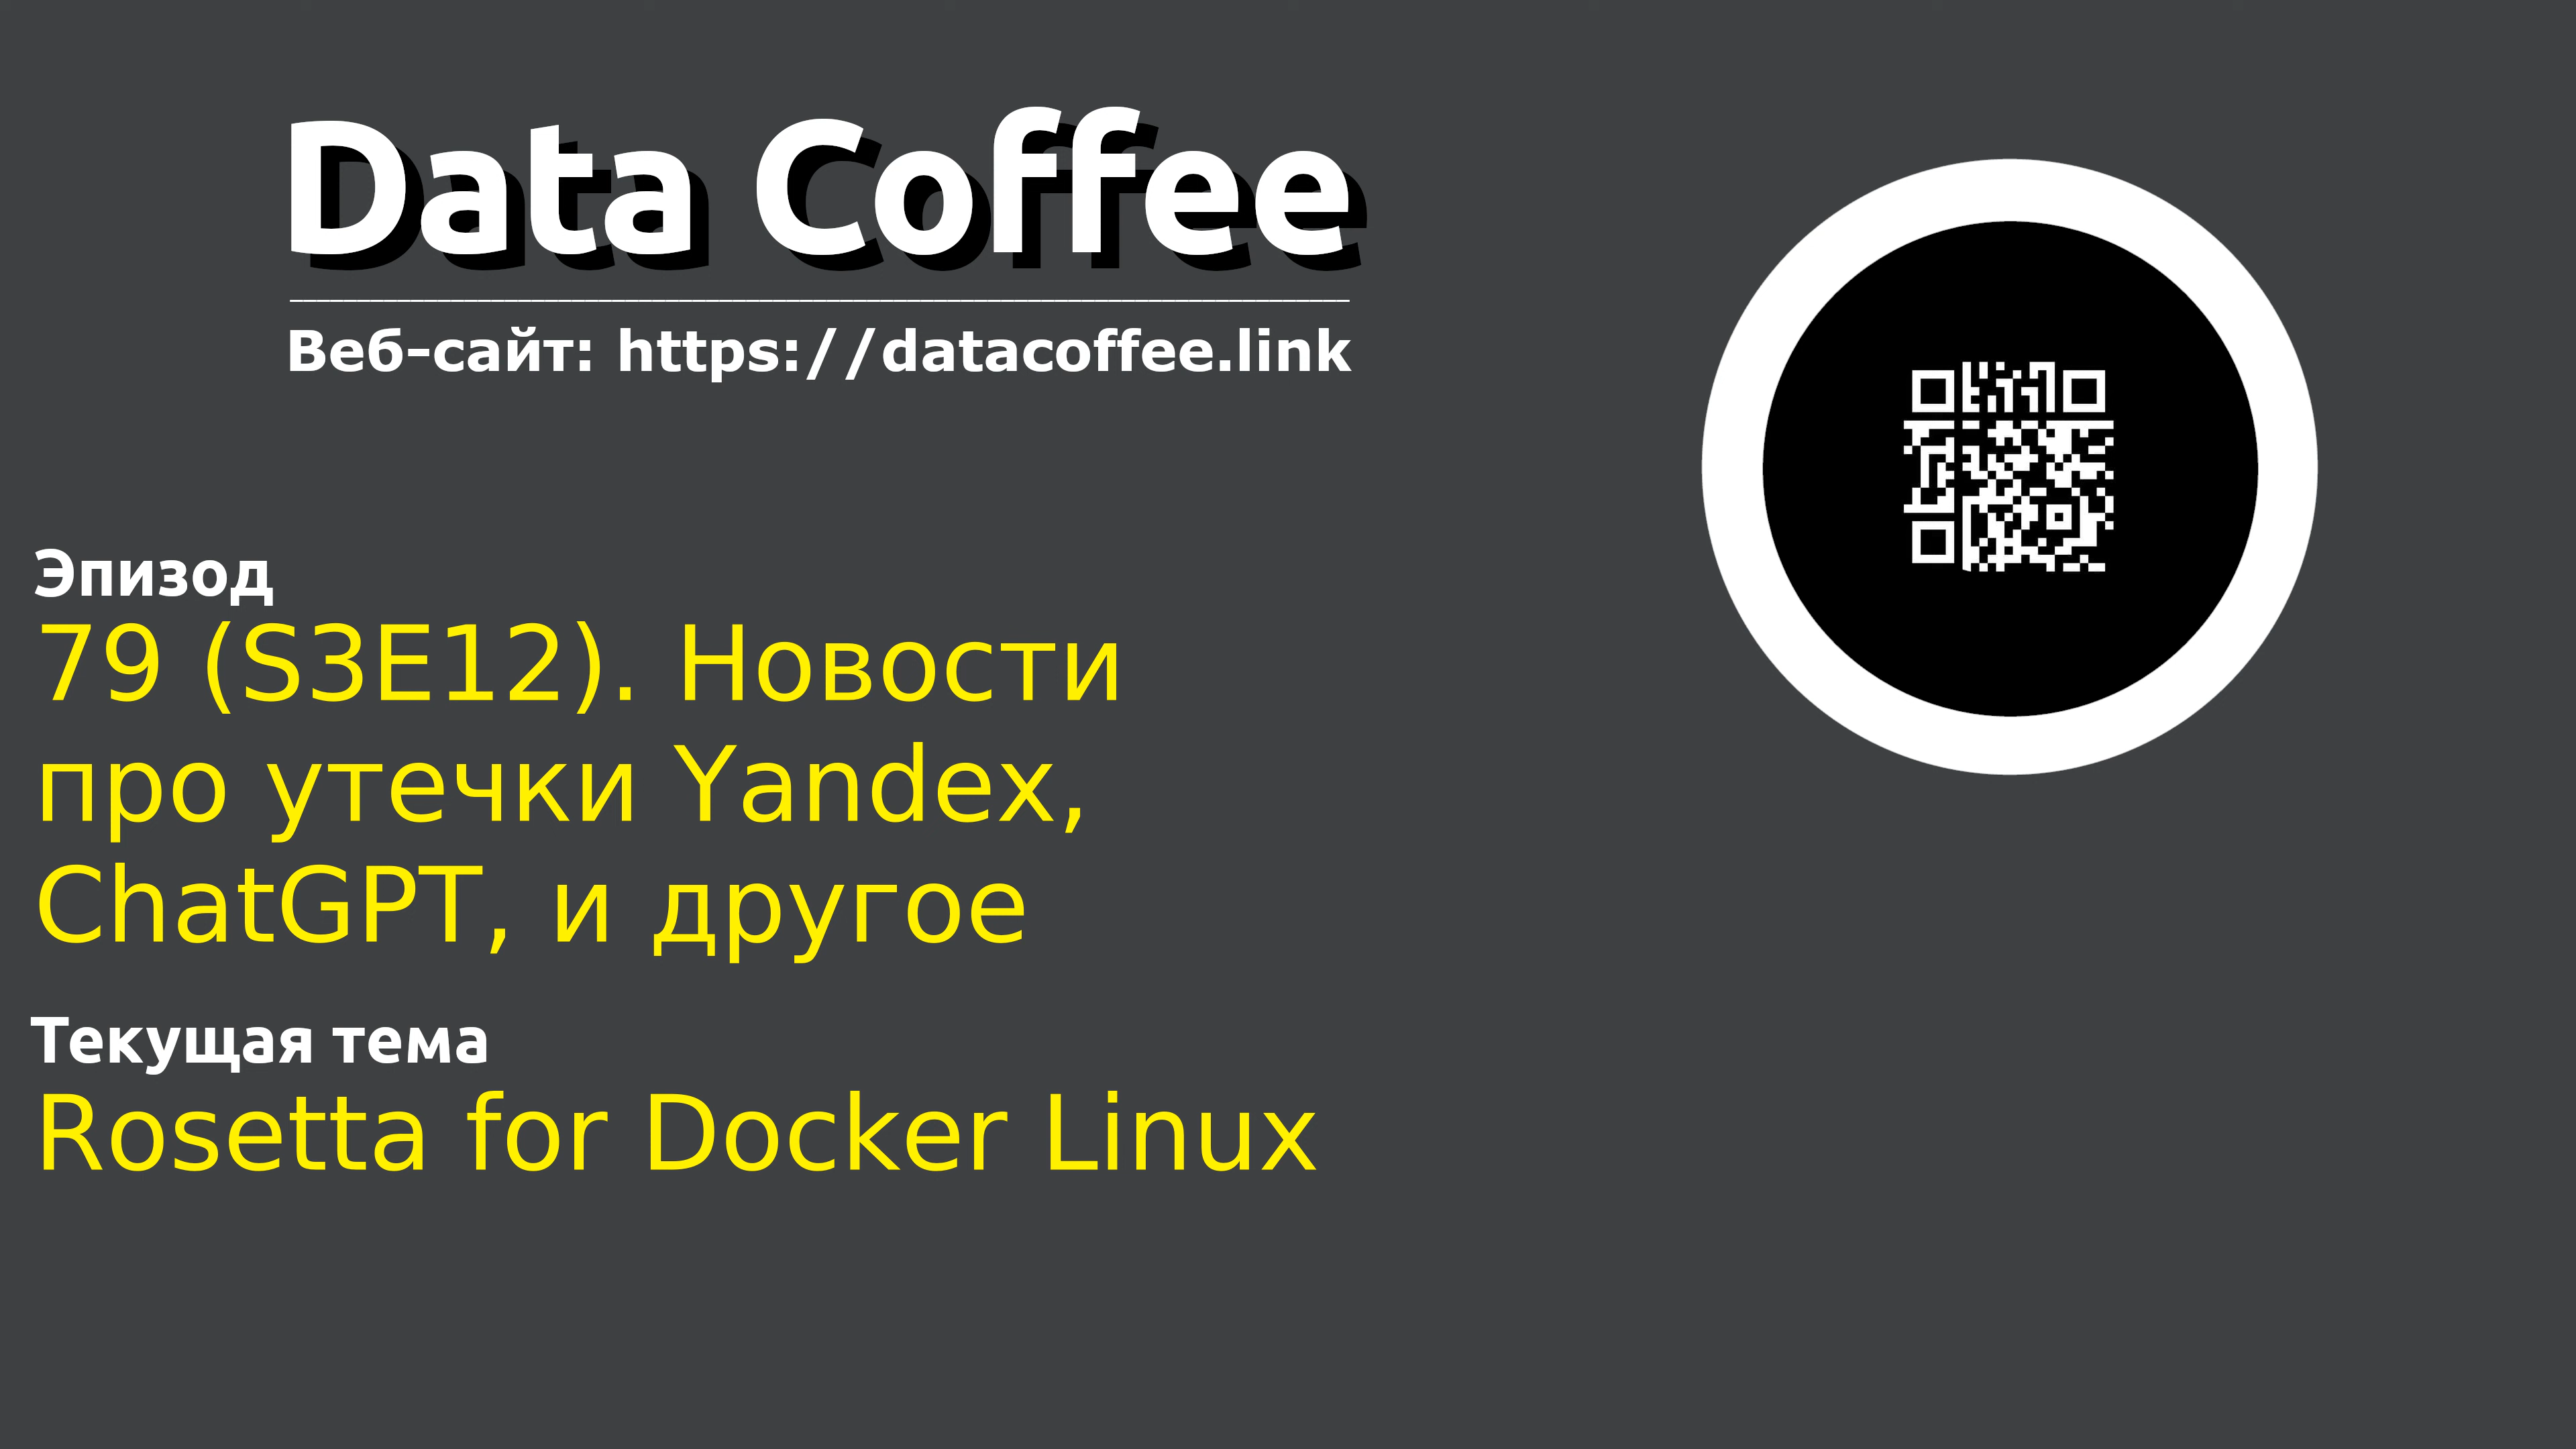 Data Coffee
Веб-сайт: https://datacoffee.link
Эпизод
79 (S3E12). Новости
про утечки Yandex,
ChatGPT, и другое
Текущая тема
Rosetta for Docker Linux